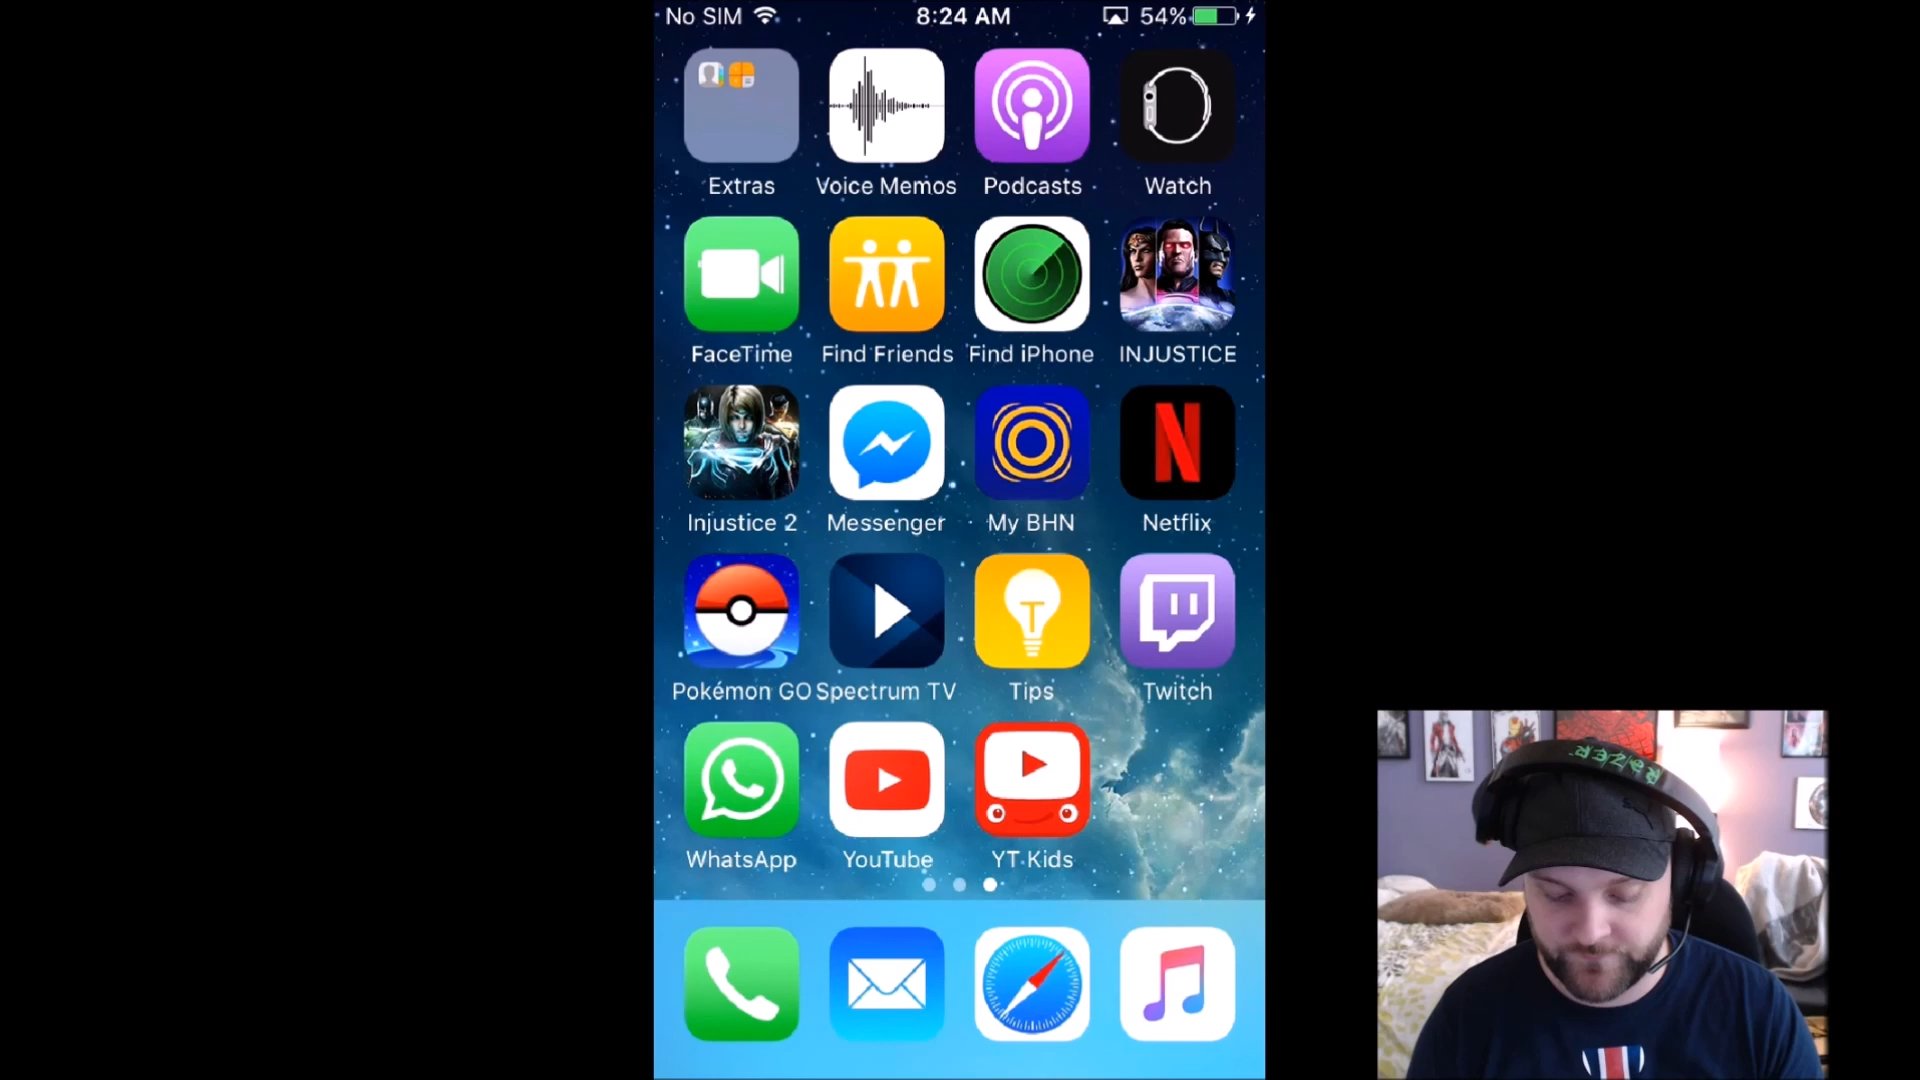 No SIM 8:24 AM 54%
Extras Voice Memos Podcasts Watch
FaceTime Find Friends Find iPhone INJUSTICE
Injustice 2 Messenger My BHN Netflix
Pokémon GO Spectrum TV Tips Twitch
WhatsApp YouTube YT Kids
RAZER